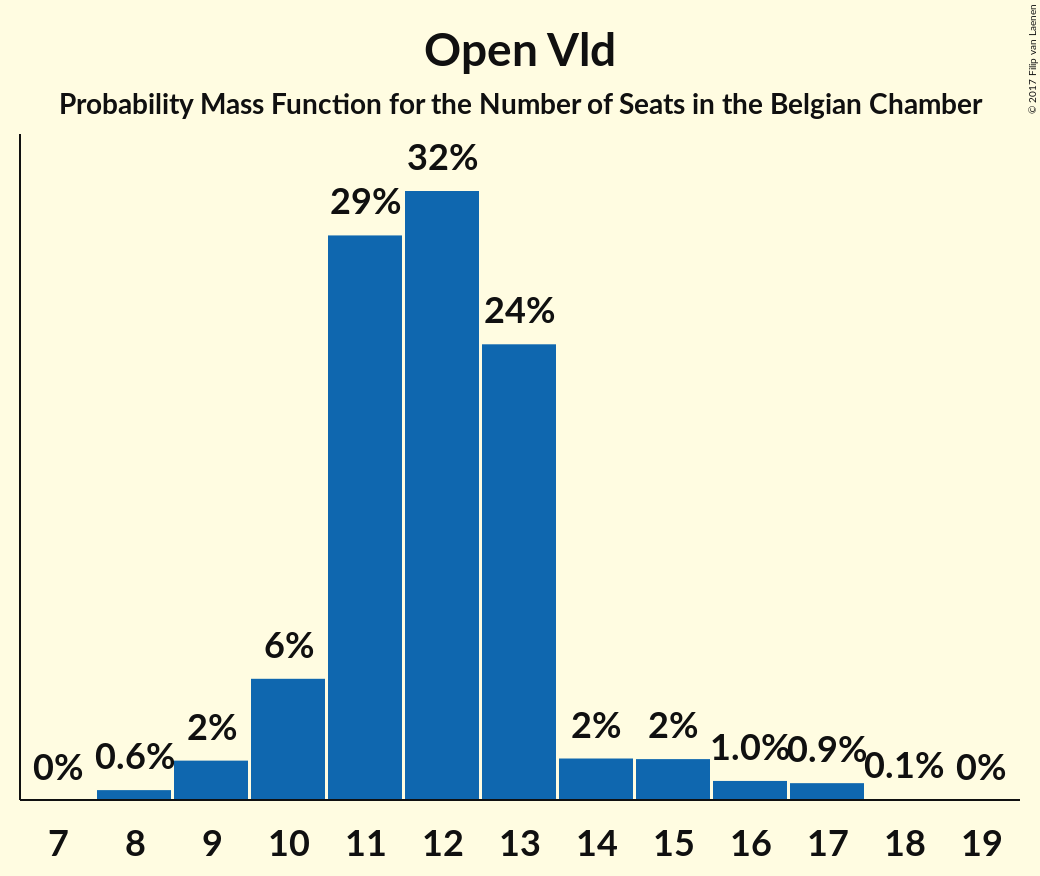 Open Vld
Probability Mass Function for the Number of Seats in the Belgian Chamber
© 2017 Filip van Laenen
0% 0.6% 2% 6% 29% 32% 24% 2% 2% 1.0% 0.9% 0.1% 0%
7 8 9 10 11 12 13 14 15 16 17 18 19